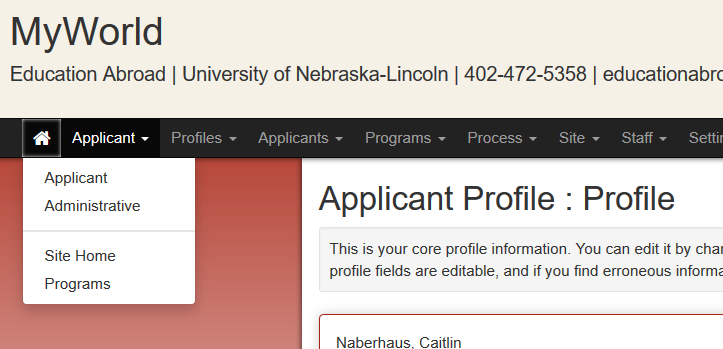 MyWorld
Education Abroad | University of Nebraska-Lincoln | 402-472-5358 | educationabro
Applicant Profiles Applicants Programs Process Site Staff Settin
Applicant
Administrative
Site Home
Programs
Applicant Profile : Profile
This is your core profile information. You can edit it by cha
profile fields are editable, and if you find erroneous informa
Naberhaus, Caitlin